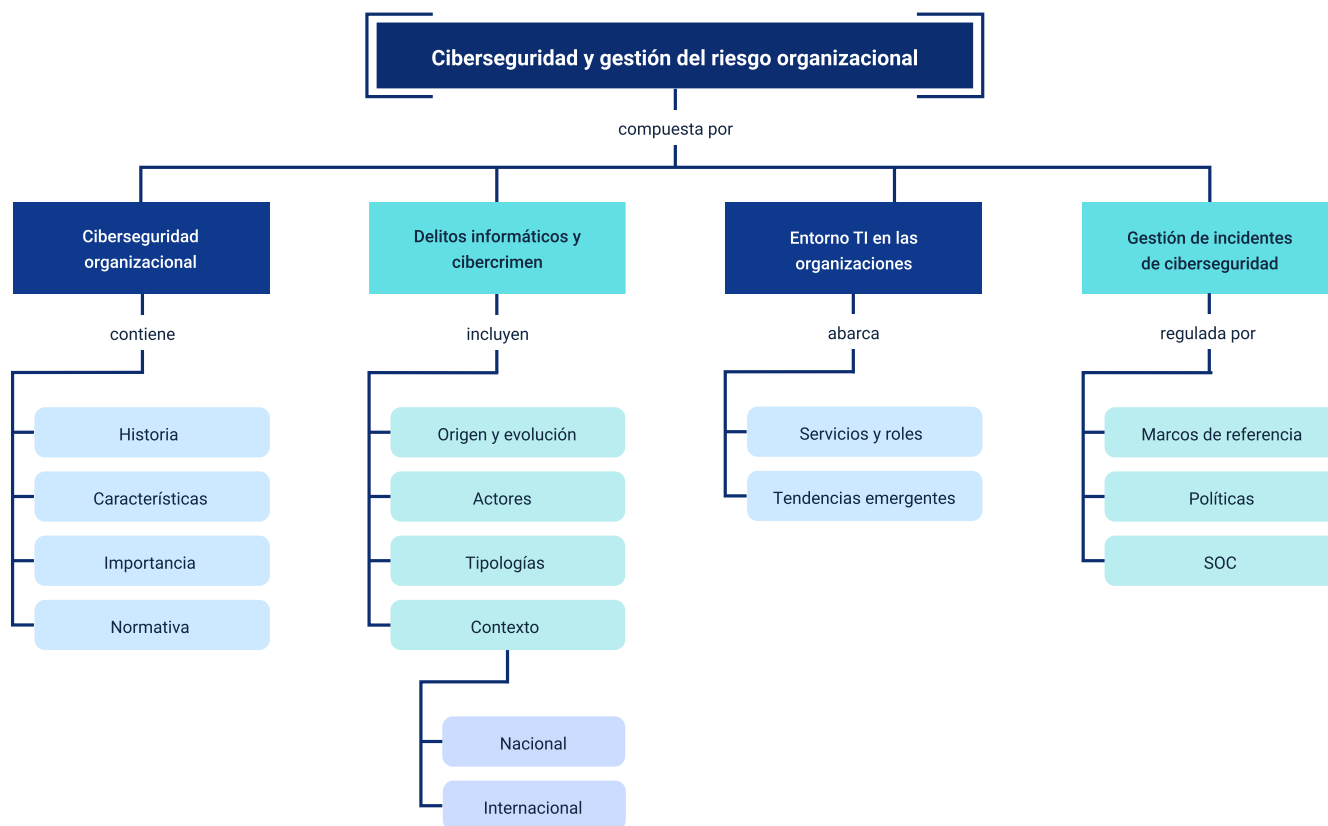 Ciberseguridad y gestión del riesgo organizacional
compuesta por
Ciberseguridad
organizacional
contiene
Historia
Características
Importancia
Normativa
Delitos informáticos y
cibercrimen
incluyen
Origen y evolución
Actores
Tipologías
Contexto
Nacional
Internacional
Entorno TI en las
organizaciones
abarca
Servicios y roles
Tendencias emergentes
Gestión de incidentes
de ciberseguridad
regulada por
Marcos de referencia
Políticas
SOC